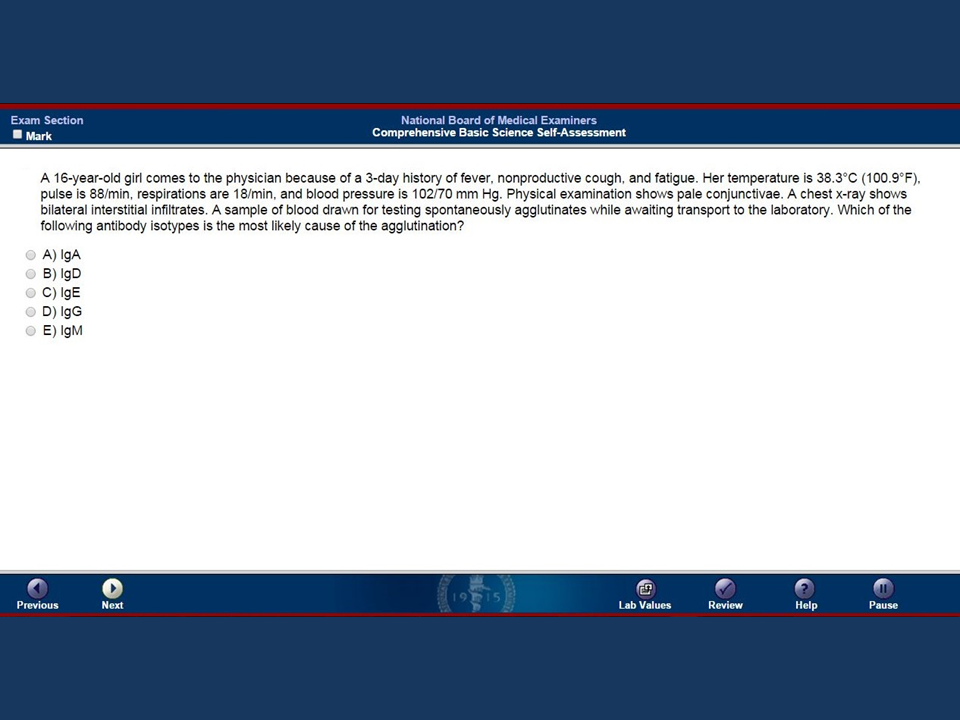 Exam Section
National Board of Medical Examiners
Mark
Comprehensive Basic Science Self-Assessment
A 16-year-old girl comes to the physician because of a 3-day history of fever, nonproductive cough, and fatigue. Her temperature is 38.3°C (100.9°F),
pulse is 88/min, respirations are 18/min, and blood pressure is 102/70 mm Hg. Physical examination shows pale conjunctivae. A chest x-ray shows
bilateral interstitial infiltrates. A sample of blood drawn for testing spontaneously agglutinates while awaiting transport to the laboratory. Which of the
following antibody isotypes is the most likely cause of the agglutination?
A) IgA
B) IgD
C) IgE
D) IgG
E) IgM
1915
Previous
Next
Lab Values
Review
Help
Pause